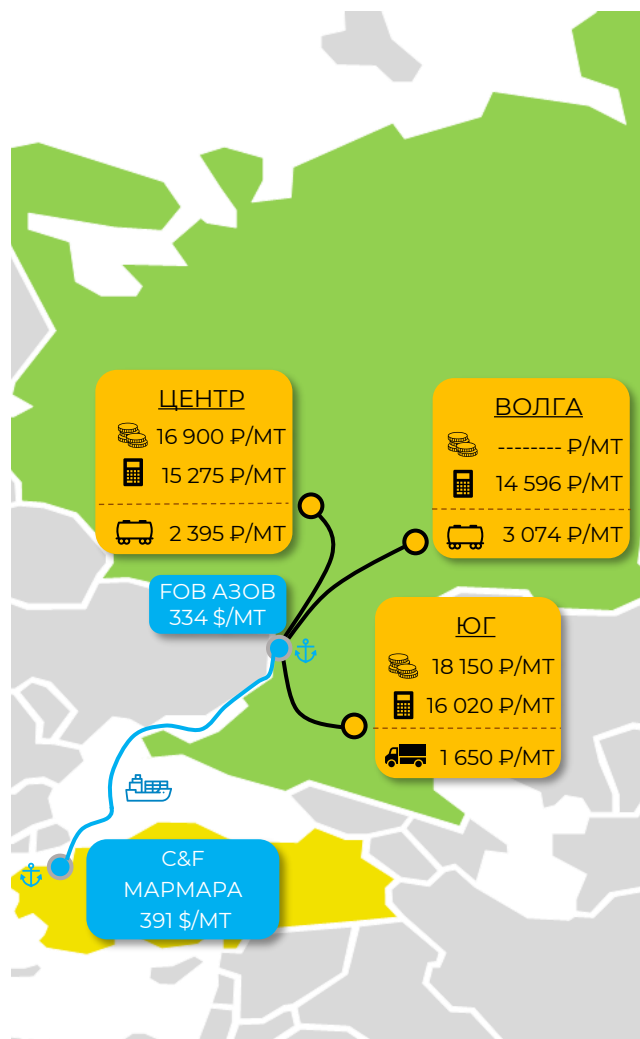 ЦЕНТР
16 900 ₽/МТ
15 275 ₽/МТ
2 395 ₽/МТ
ВОЛГА
-------- ₽/МТ
14 596 ₽/МТ
3 074 ₽/МТ
FOB АЗОВ
334 $/МТ
ЮГ
18 150 ₽/МТ
16 020 ₽/МТ
1 650 ₽/МТ
C&F
МАРМАРА
391 $/МТ